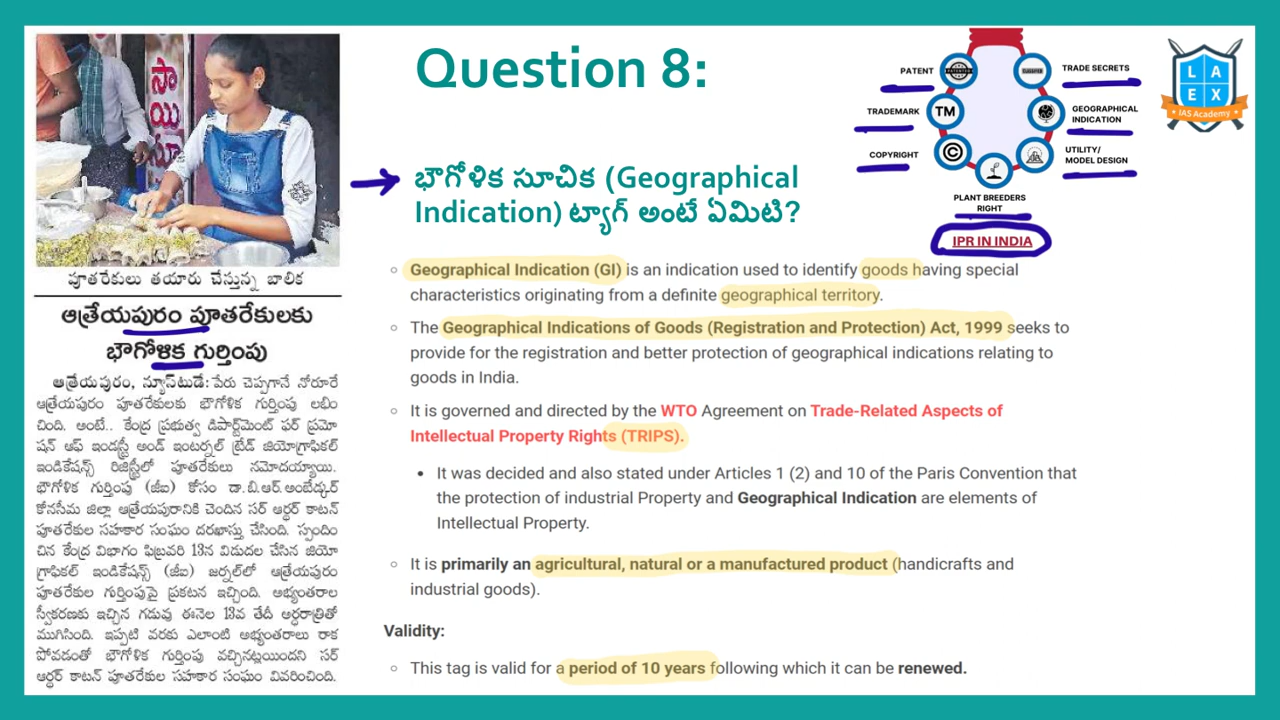 సాయి
పూతరేకులు తయారు చేస్తున్న బాలిక
ఆత్రేయపురం పూతరేకులకు
భౌగోళిక గుర్తింపు
ఆత్రేయపురం, న్యూస్‌టుడే: పేరు చెప్పగానే నోరూరే
ఆత్రేయపురం పూతరేకులకు భౌగోళిక గుర్తింపు లభిం
చింది. అంటే.. కేంద్ర ప్రభుత్వ డిపార్ట్‌మెంట్ ఫర్ ప్రమో
షన్ ఆఫ్ ఇండస్ట్రీ అండ్ ఇంటర్నల్ ట్రేడ్ జియోగ్రాఫికల్
ఇండికేషన్స్ రిజిస్ట్రీలో పూతరేకులు నమోదయ్యాయి.
భౌగోళిక గుర్తింపు (జీఐ) కోసం డా.బి.ఆర్.అంబేడ్కర్
కోనసీమ జిల్లా ఆత్రేయపురానికి చెందిన సర్ ఆర్థర్ కాటన్
పూతరేకుల సహకార సంఘం దరఖాస్తు చేసింది. స్పందిం
చిన కేంద్ర విభాగం ఫిబ్రవరి 13న విడుదల చేసిన జియో
గ్రాఫికల్ ఇండికేషన్స్ (జీఐ) జర్నల్‌లో ఆత్రేయపురం
పూతరేకుల గుర్తింపుపై ప్రకటన ఇచ్చింది. అభ్యంతరాల
స్వీకరణకు ఇచ్చిన గడువు ఈనెల 13వ తేదీ అర్ధరాత్రితో
ముగిసింది. ఇప్పటి వరకు ఎలాంటి అభ్యంతరాలు రాక
పోవడంతో భౌగోళిక గుర్తింపు వచ్చినట్లయిందని సర్
ఆర్థర్ కాటన్ పూతరేకుల సహకార సంఘం వివరించింది.
Question 8:
భౌగోళిక సూచిక (Geographical
Indication) ట్యాగ్ అంటే ఏమిటి?
PATENT
TRADE SECRETS
TRADEMARK
TM
GEOGRAPHICAL
INDICATION
COPYRIGHT
©
UTILITY/
MODEL DESIGN
PLANT BREEDERS
RIGHT
IPR IN INDIA
L A
E X
IAS Academy
Geographical Indication (GI) is an indication used to identify goods having special
characteristics originating from a definite geographical territory.
The Geographical Indications of Goods (Registration and Protection) Act, 1999 seeks to
provide for the registration and better protection of geographical indications relating to
goods in India.
It is governed and directed by the WTO Agreement on Trade-Related Aspects of
Intellectual Property Rights (TRIPS).
It was decided and also stated under Articles 1 (2) and 10 of the Paris Convention that
the protection of industrial Property and Geographical Indication are elements of
Intellectual Property.
It is primarily an agricultural, natural or a manufactured product (handicrafts and
industrial goods).
Validity:
This tag is valid for a period of 10 years following which it can be renewed.